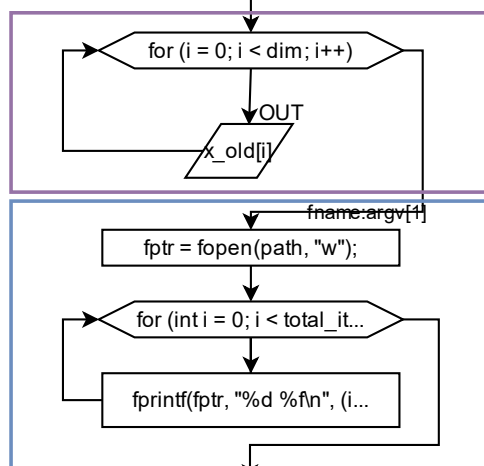 for (i = 0; i < dim; i++)
OUT
x_old[i]
fname:argv[1]
fptr = fopen(path, "w");
for (int i = 0; i < total_it...
fprintf(fptr, "%d %f\n", (i...